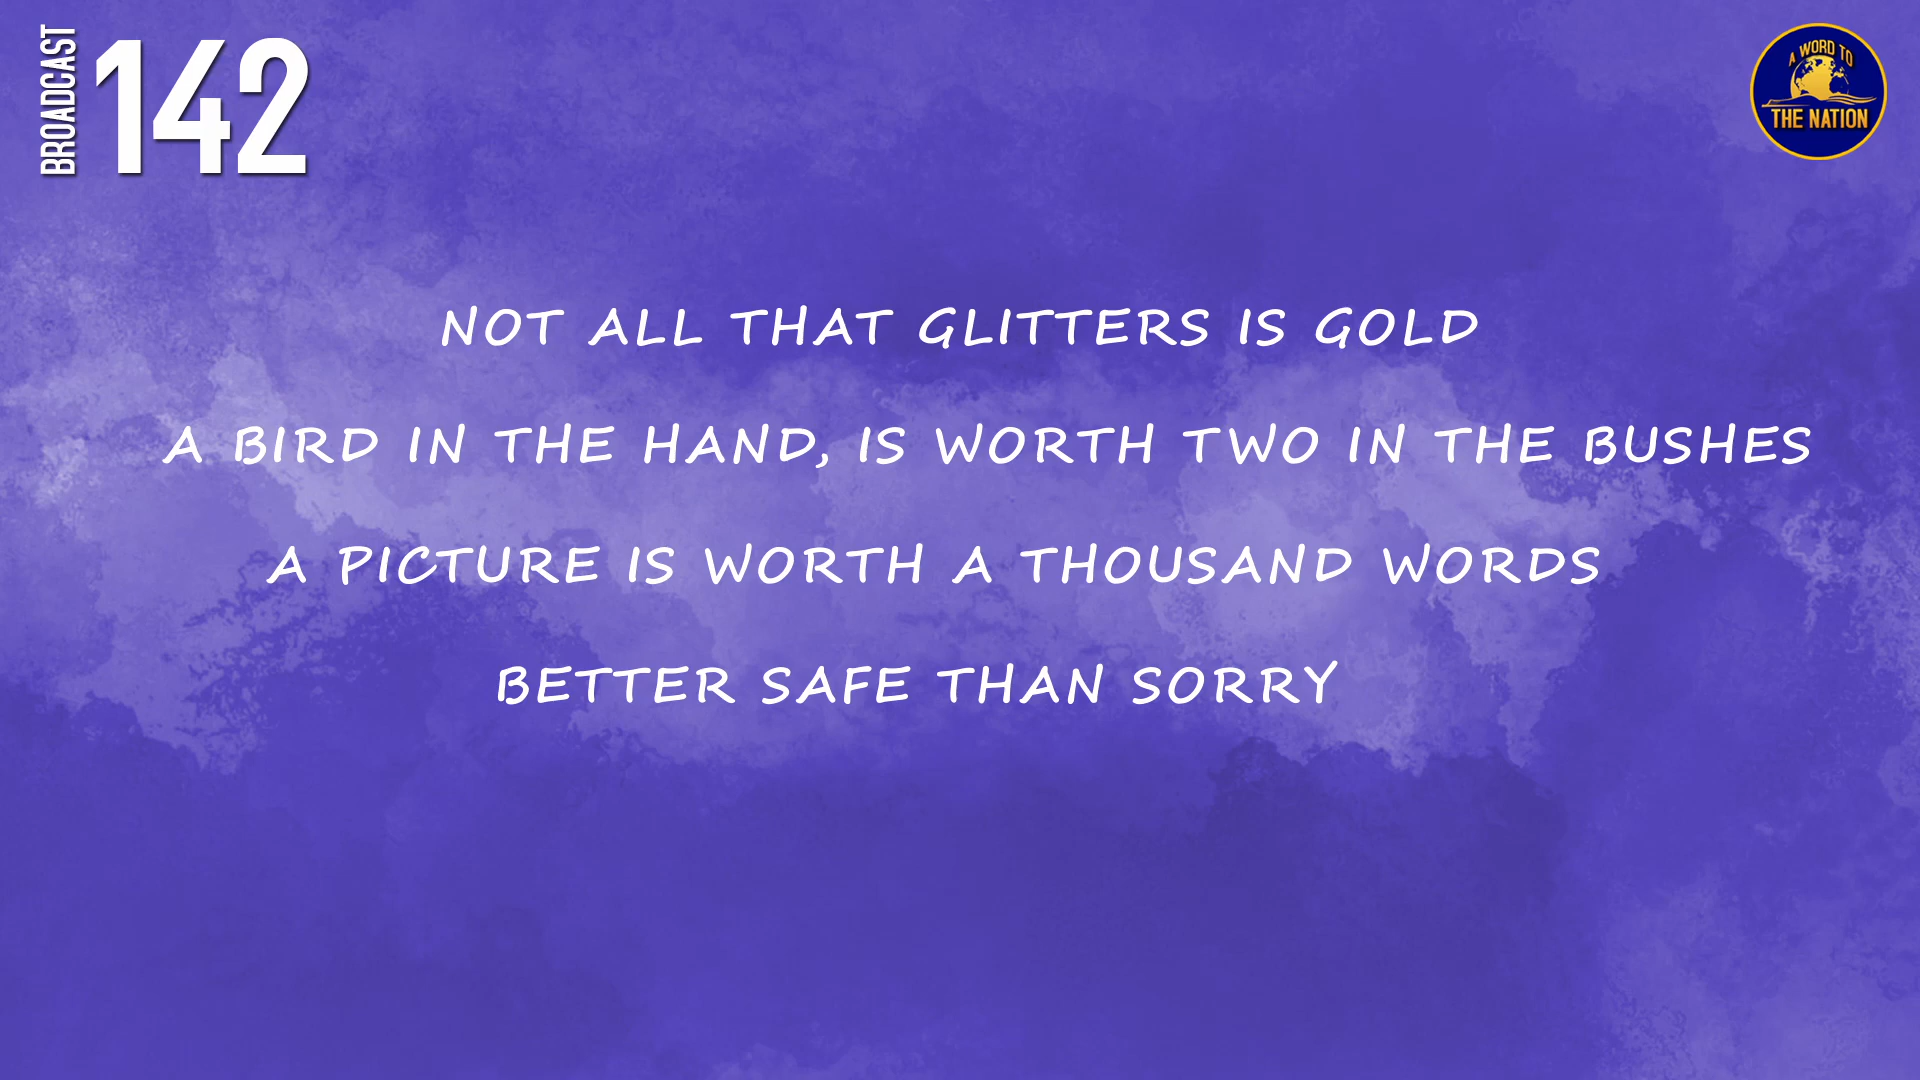 BROADCAST
142
A WORD TO
THE NATION
NOT ALL THAT GLITTERS IS GOLD
A BIRD IN THE HAND, IS WORTH TWO IN THE BUSHES
A PICTURE IS WORTH A THOUSAND WORDS
BETTER SAFE THAN SORRY